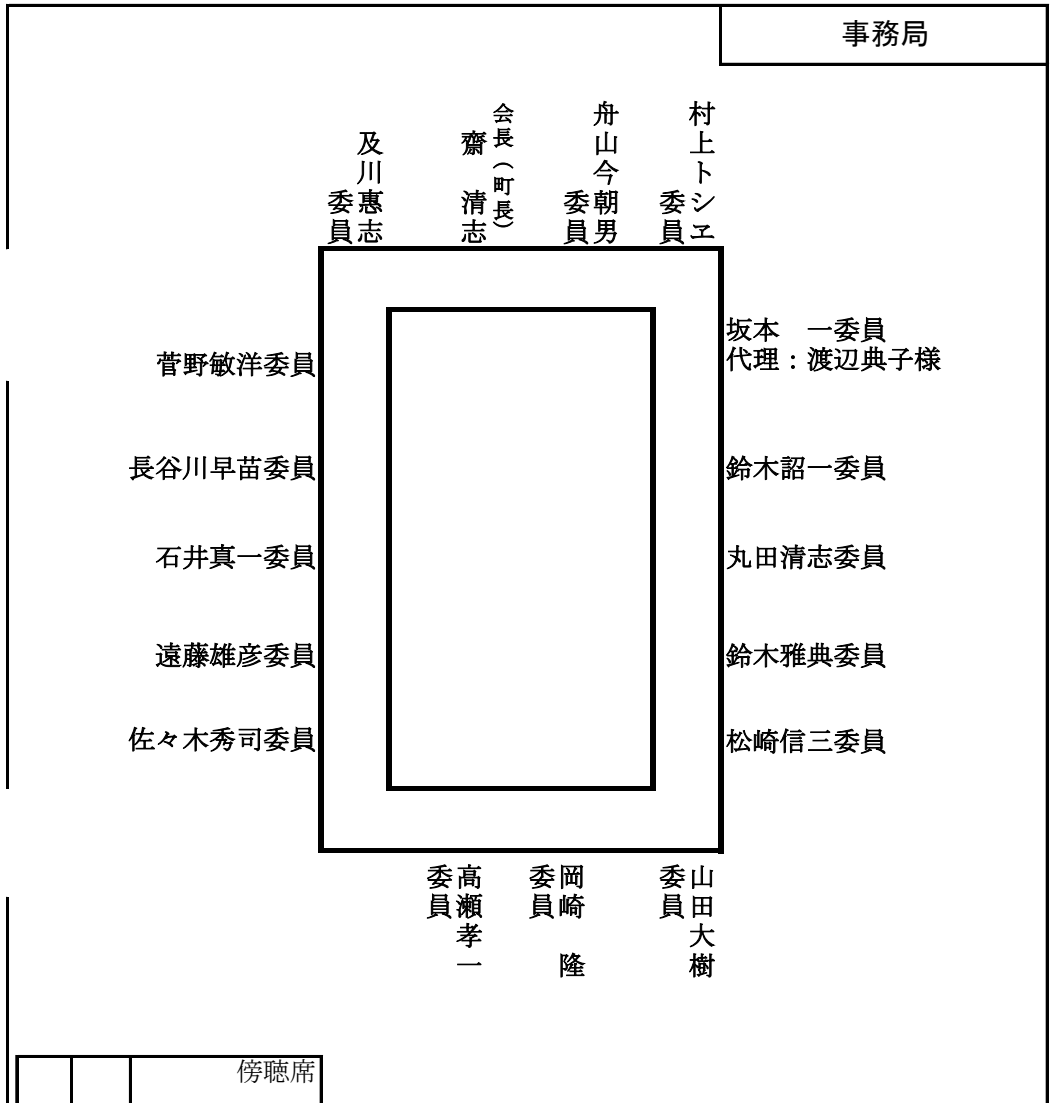 事務局
村上トシヱ
委員
舟山今朝男
委員
会長（町長）
齋　清志
及川惠志
委員
菅野敏洋委員
長谷川早苗委員
石井真一委員
遠藤雄彦委員
佐々木秀司委員
坂本　一委員
代理：渡辺典子様
鈴木詔一委員
丸田清志委員
鈴木雅典委員
松崎信三委員
山田大樹
委員
岡崎　隆
委員
高瀬孝一
委員
傍聴席